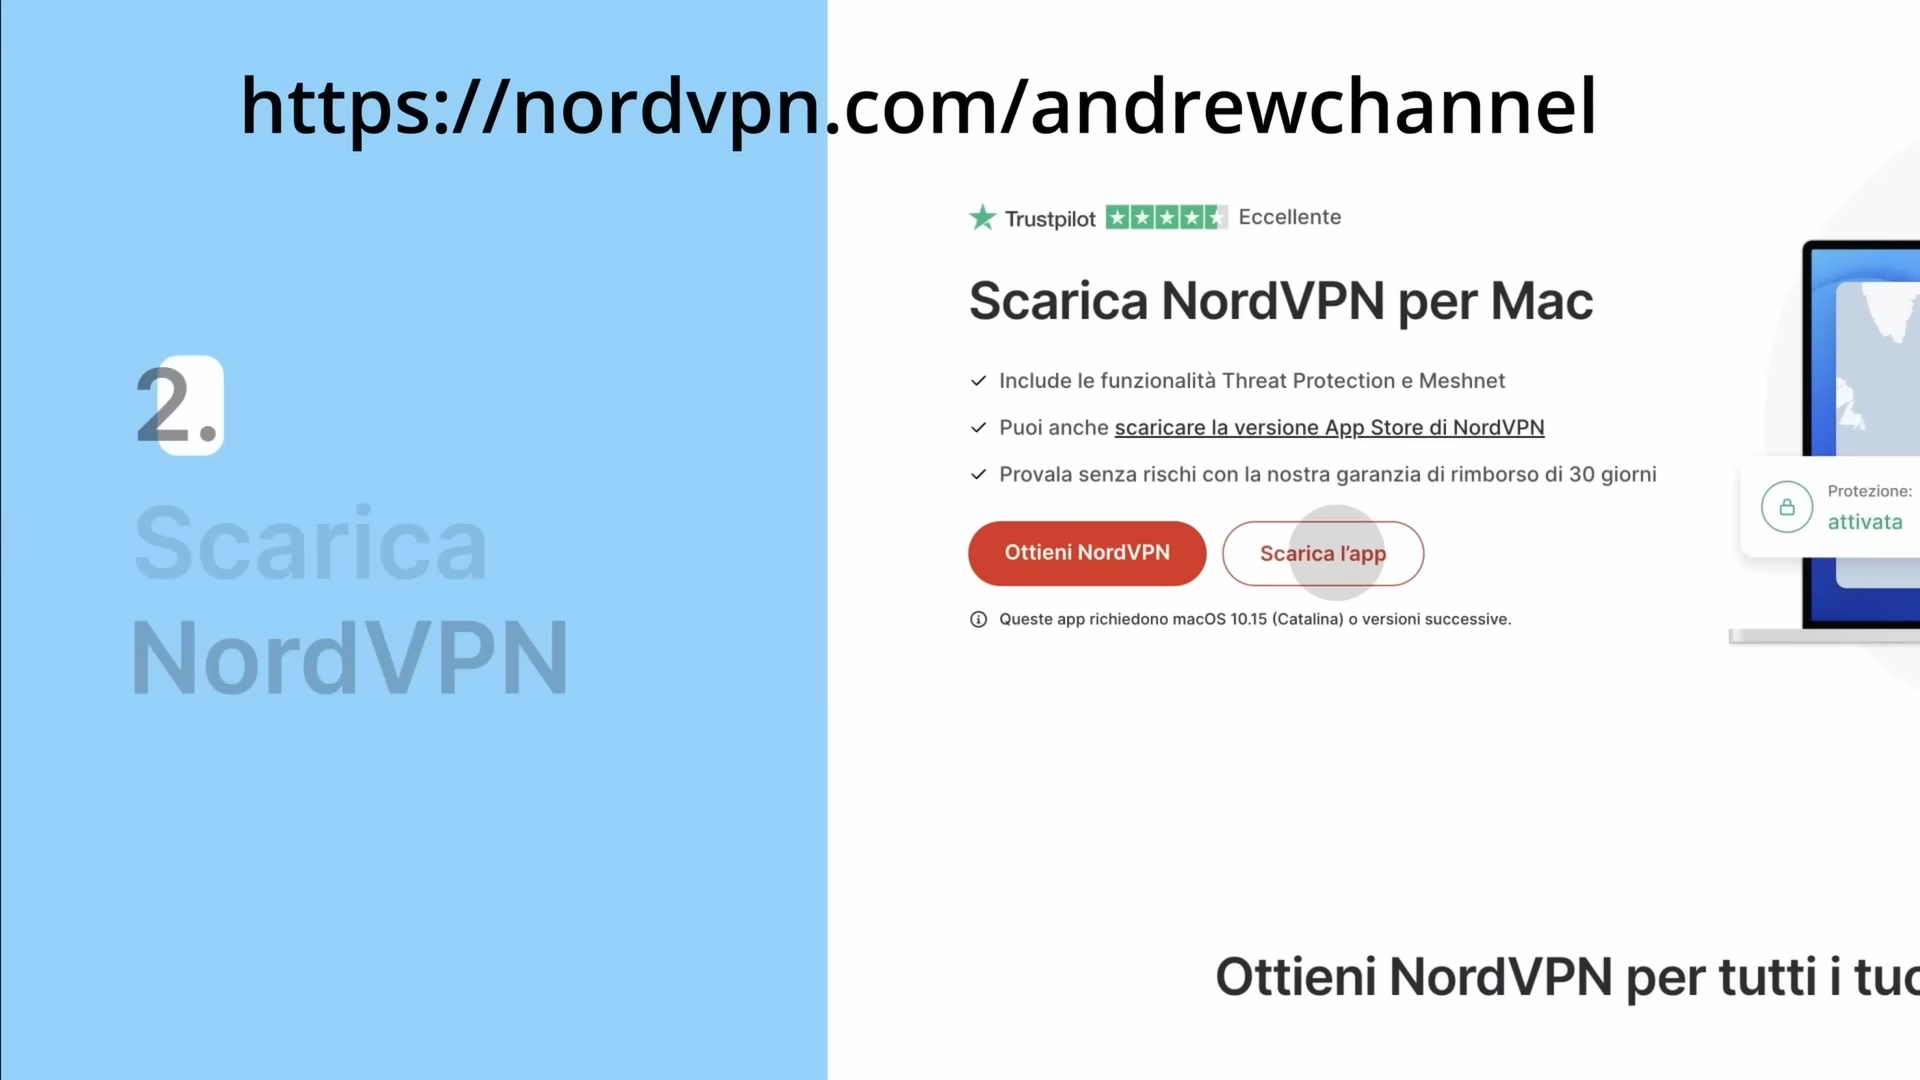 https://nordvpn.com/andrewchannel
2.
Scarica
NordVPN
Trustpilot Eccellente
Scarica NordVPN per Mac
Include le funzionalità Threat Protection e Meshnet
Puoi anche scaricare la versione App Store di NordVPN
Provala senza rischi con la nostra garanzia di rimborso di 30 giorni
Ottieni NordVPN Scarica l’app
Queste app richiedono macOS 10.15 (Catalina) o versioni successive.
Protezione:
attivata
Ottieni NordVPN per tutti i